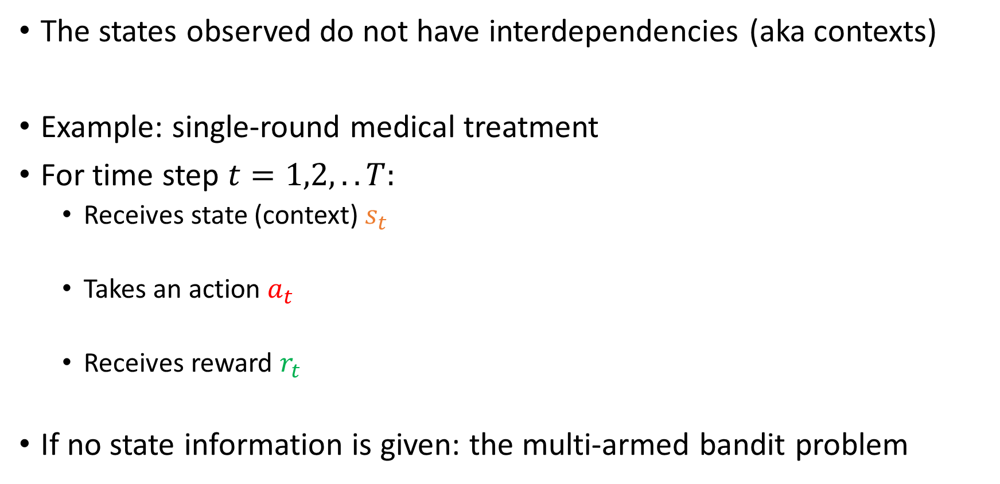 • The states observed do not have interdependencies (aka contexts)
• Example: single-round medical treatment
• For time step t = 1,2,..T:
• Receives state (context) s_t
• Takes an action a_t
• Receives reward r_t
• If no state information is given: the multi-armed bandit problem